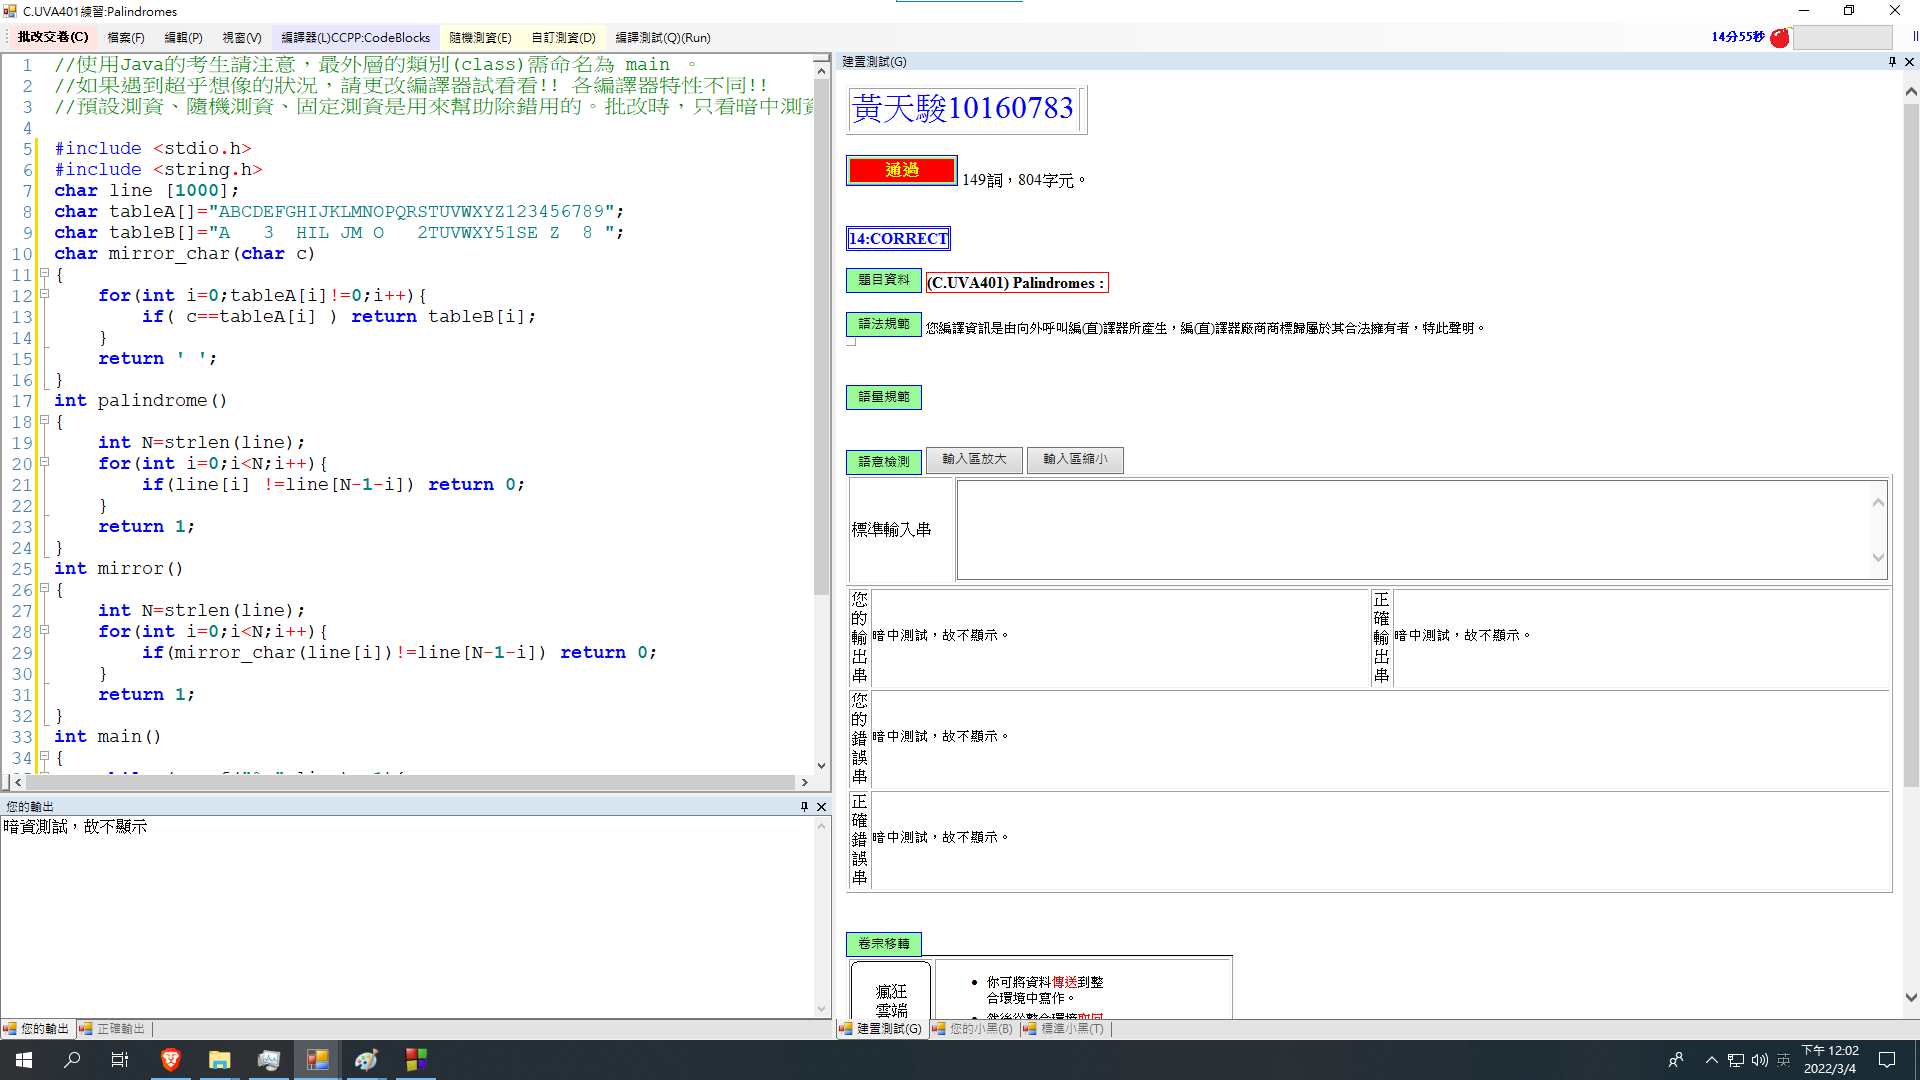 C.UVA401練習:Palindromes
批改交卷(C) 檔案(F) 編輯(P) 視窗(V) 編譯器(L)CCPP:CodeBlocks 隨機測資(E) 自訂測資(D) 編譯測試(Q)(Run)
14分55秒
1 //使用Java的考生請注意，最外層的類別(class)需命名為 main 。
2 //如果遇到超乎想像的狀況，請更改編譯器試看看!! 各編譯器特性不同!!
3 //預設測資、隨機測資、固定測資是用來幫助除錯用的。批改時，只看暗中測資
4
5 #include <stdio.h>
6 #include <string.h>
7 char line [1000];
8 char tableA[]="ABCDEFGHIJKLMNOPQRSTUVWXYZ123456789";
9 char tableB[]="A   3  HIL JM O   2TUVWXY51SE Z  8 ";
10 char mirror_char(char c)
11 {
12     for(int i=0;tableA[i]!=0;i++){
13         if( c==tableA[i] ) return tableB[i];
14     }
15     return ' ';
16 }
17 int palindrome()
18 {
19     int N=strlen(line);
20     for(int i=0;i<N;i++){
21         if(line[i] !=line[N-1-i]) return 0;
22     }
23     return 1;
24 }
25 int mirror()
26 {
27     int N=strlen(line);
28     for(int i=0;i<N;i++){
29         if(mirror_char(line[i])!=line[N-1-i]) return 0;
30     }
31     return 1;
32 }
33 int main()
34 {
您的輸出
暗資測試，故不顯示
您的輸出 正確輸出
建置測試(G)
黃天駿10160783
通過 149詞，804字元。
14:CORRECT
題目資料 (C.UVA401) Palindromes :
語法規範 您編譯資訊是由向外呼叫編(直)譯器所產生，編(直)譯器廠商商標歸屬於其合法擁有者，特此聲明。
語量規範
語意檢測 輸入區放大 輸入區縮小
標準輸入串
您的輸出串 暗中測試，故不顯示。 正確輸出串 暗中測試，故不顯示。
您的錯誤串 暗中測試，故不顯示。
正確錯誤串 暗中測試，故不顯示。
卷宗移轉
瘋狂
雲端
• 你可將資料傳送到整
合環境中寫作。
• 然後從整合環境取回
建置測試(G) 您的小黑(B) 標準小黑(T)
英
下午 12:02
2022/3/4